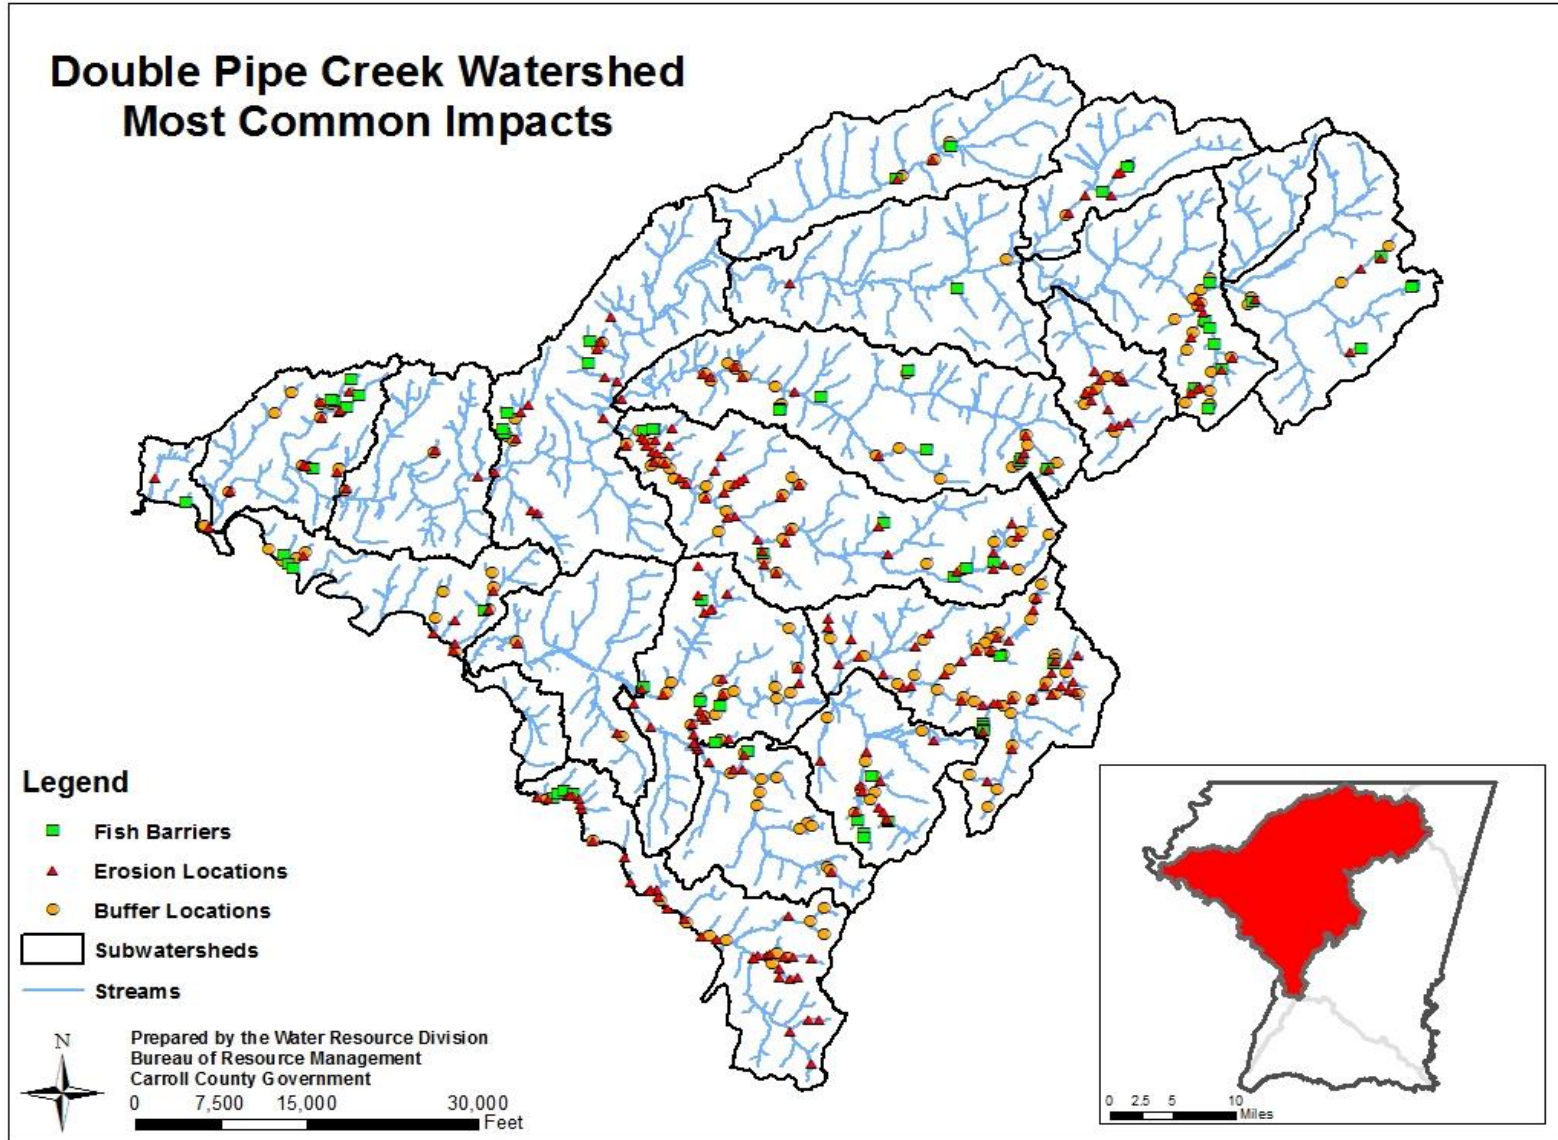 Double Pipe Creek Watershed
Most Common Impacts
Legend
Fish Barriers
Erosion Locations
Buffer Locations
Subwatersheds
Streams
N
Prepared by the Water Resource Division
Bureau of Resource Management
Carroll County Government
0 7,500 15,000 30,000
Feet
0 2.5 5 10
Miles